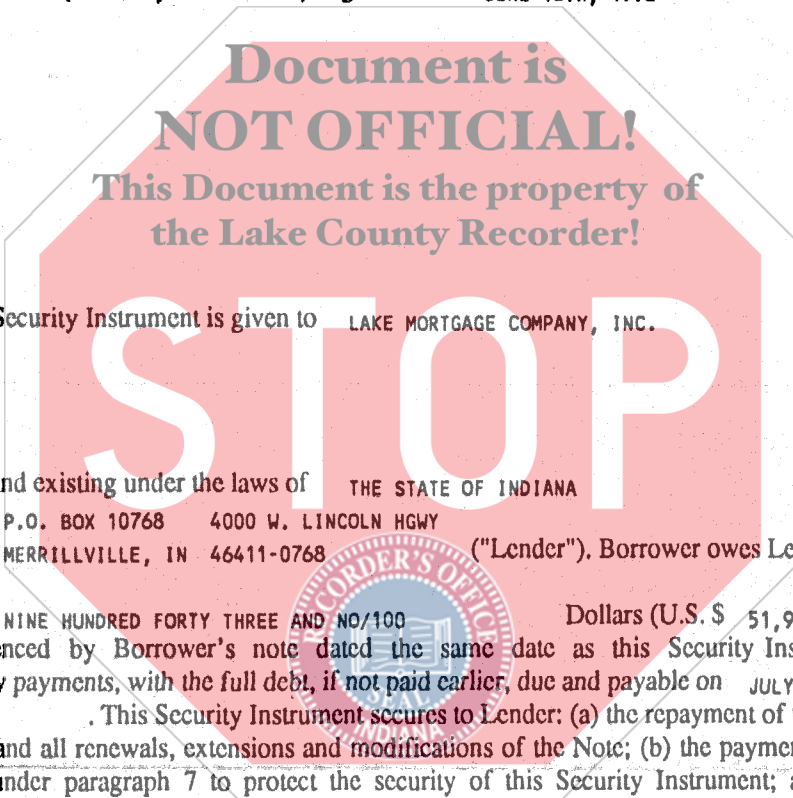 Document is
NOT OFFICIAL!
This Document is the property of
the Lake County Recorder!
Security Instrument is given to LAKE MORTGAGE COMPANY, INC.
STOP
nd existing under the laws of THE STATE OF INDIANA
P.O. BOX 10768 4000 W. LINCOLN HGWY
MERRILLVILLE, IN 46411-0768 ("Lender"). Borrower owes Le
RECORDER'S OFFICE
NINE HUNDRED FORTY THREE AND NO/100 Dollars (U.S. $ 51,9
enced by Borrower's note dated the same date as this Security Ins
payments, with the full debt, if not paid earlier, due and payable on JULY
SEAL
. This Security Instrument secures to Lender: (a) the repayment of
INDIANA
and all renewals, extensions and modifications of the Note; (b) the paymen
under paragraph 7 to protect the security of this Security Instrument; a